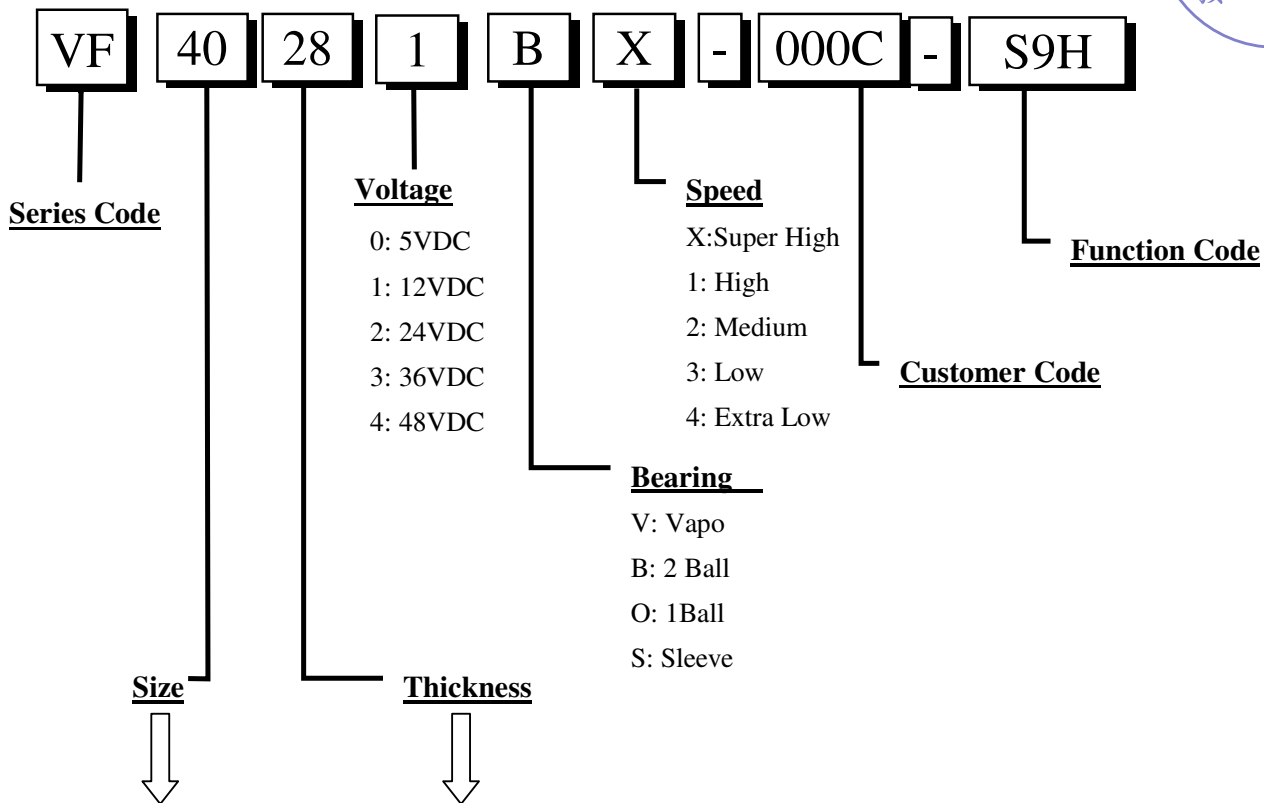 VF 40 28 1 B X - 000C - S9H
Series Code
Voltage
0: 5VDC
1: 12VDC
2: 24VDC
3: 36VDC
4: 48VDC
Speed
X:Super High
1: High
2: Medium
3: Low
4: Extra Low
Function Code
Customer Code
Bearing
V: Vapo
B: 2 Ball
O: 1Ball
S: Sleeve
Size
Thickness